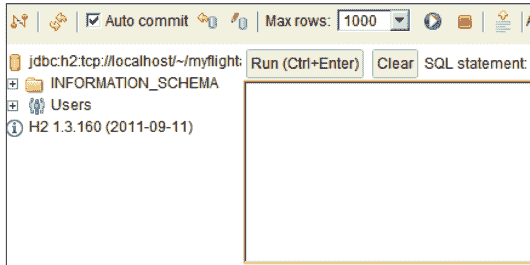 Auto commit Max rows: 1000
jdbc:h2:tcp://localhost/~/myflight Run (Ctrl+Enter) Clear SQL statement:
INFORMATION_SCHEMA
Users
H2 1.3.160 (2011-09-11)